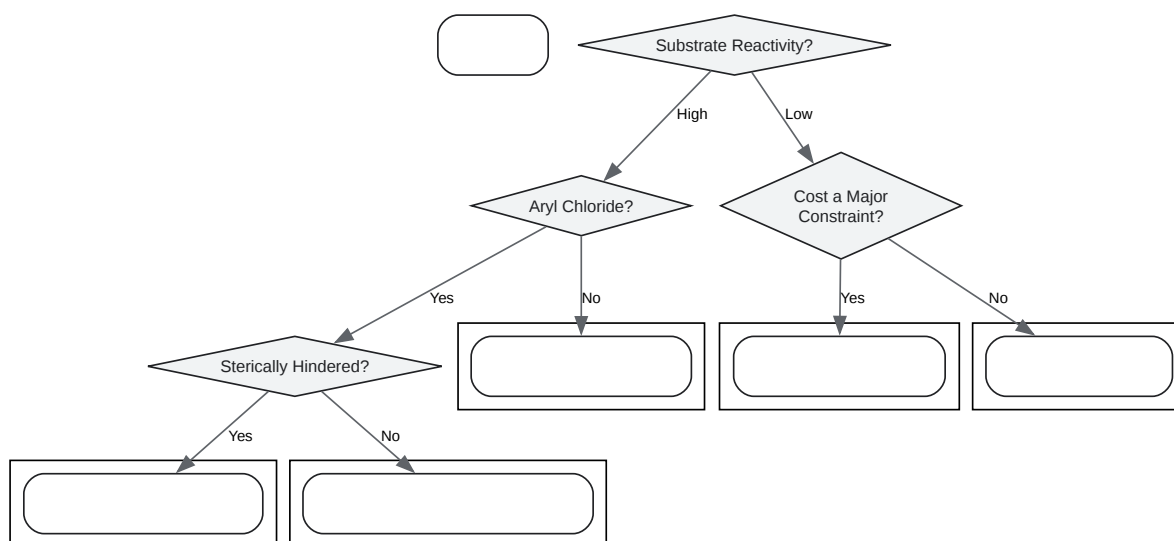 Substrate Reactivity?
High
Low
Aryl Chloride?
Cost a Major
Constraint?
Yes
No
Yes
No
Sterically Hindered?
Yes
No